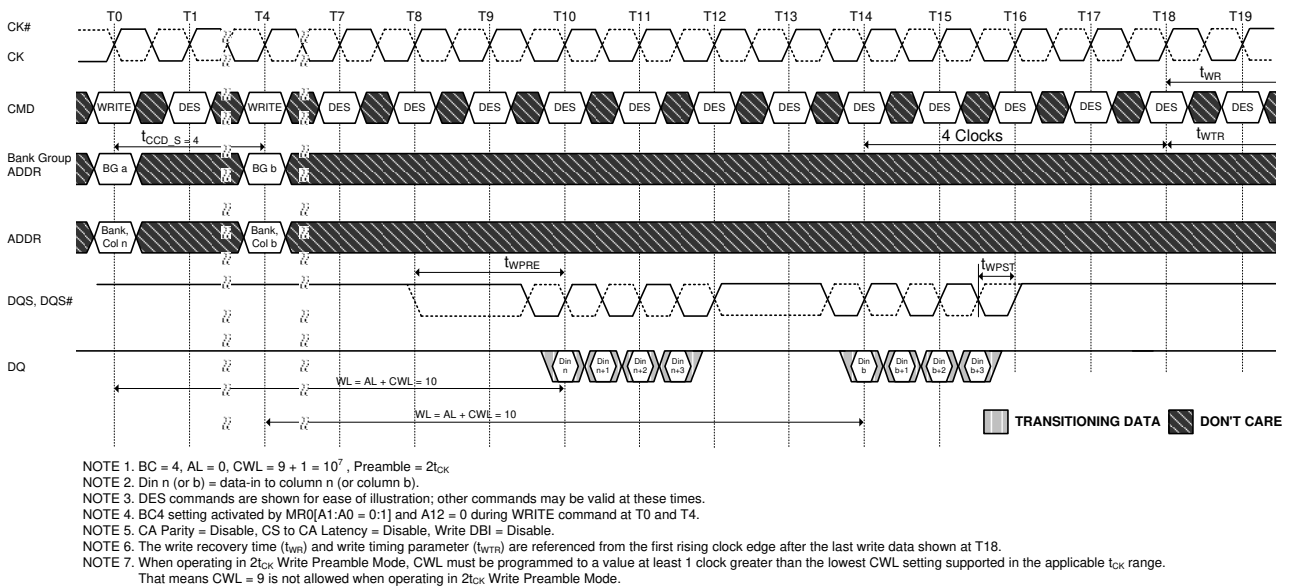 T0 T1 T4 T7 T8 T9 T10 T11 T12 T13 T14 T15 T16 T17 T18 T19
CK#
CK
tWR
CMD WRITE DES WRITE DES DES DES DES DES DES DES DES DES DES DES DES DES
tCCD_S = 4 4 Clocks tWTR
Bank Group
ADDR BG a BG b
ADDR Bank, Col n Bank, Col b
tWPRE tWPST
DQS, DQS#
DQ Din n Din n+1 Din n+2 Din n+3 Din b Din b+1 Din b+2 Din b+3
WL = AL + CWL = 10
WL = AL + CWL = 10
TRANSITIONING DATA DON'T CARE
NOTE 1. BC = 4, AL = 0, CWL = 9 + 1 = 10⁷ , Preamble = 2tCK
NOTE 2. Din n (or b) = data-in to column n (or column b).
NOTE 3. DES commands are shown for ease of illustration; other commands may be valid at these times.
NOTE 4. BC4 setting activated by MR0[A1:A0 = 0:1] and A12 = 0 during WRITE command at T0 and T4.
NOTE 5. CA Parity = Disable, CS to CA Latency = Disable, Write DBI = Disable.
NOTE 6. The write recovery time (tWR) and write timing parameter (tWTR) are referenced from the first rising clock edge after the last write data shown at T18.
NOTE 7. When operating in 2tCK Write Preamble Mode, CWL must be programmed to a value at least 1 clock greater than the lowest CWL setting supported in the applicable tCK range.
That means CWL = 9 is not allowed when operating in 2tCK Write Preamble Mode.